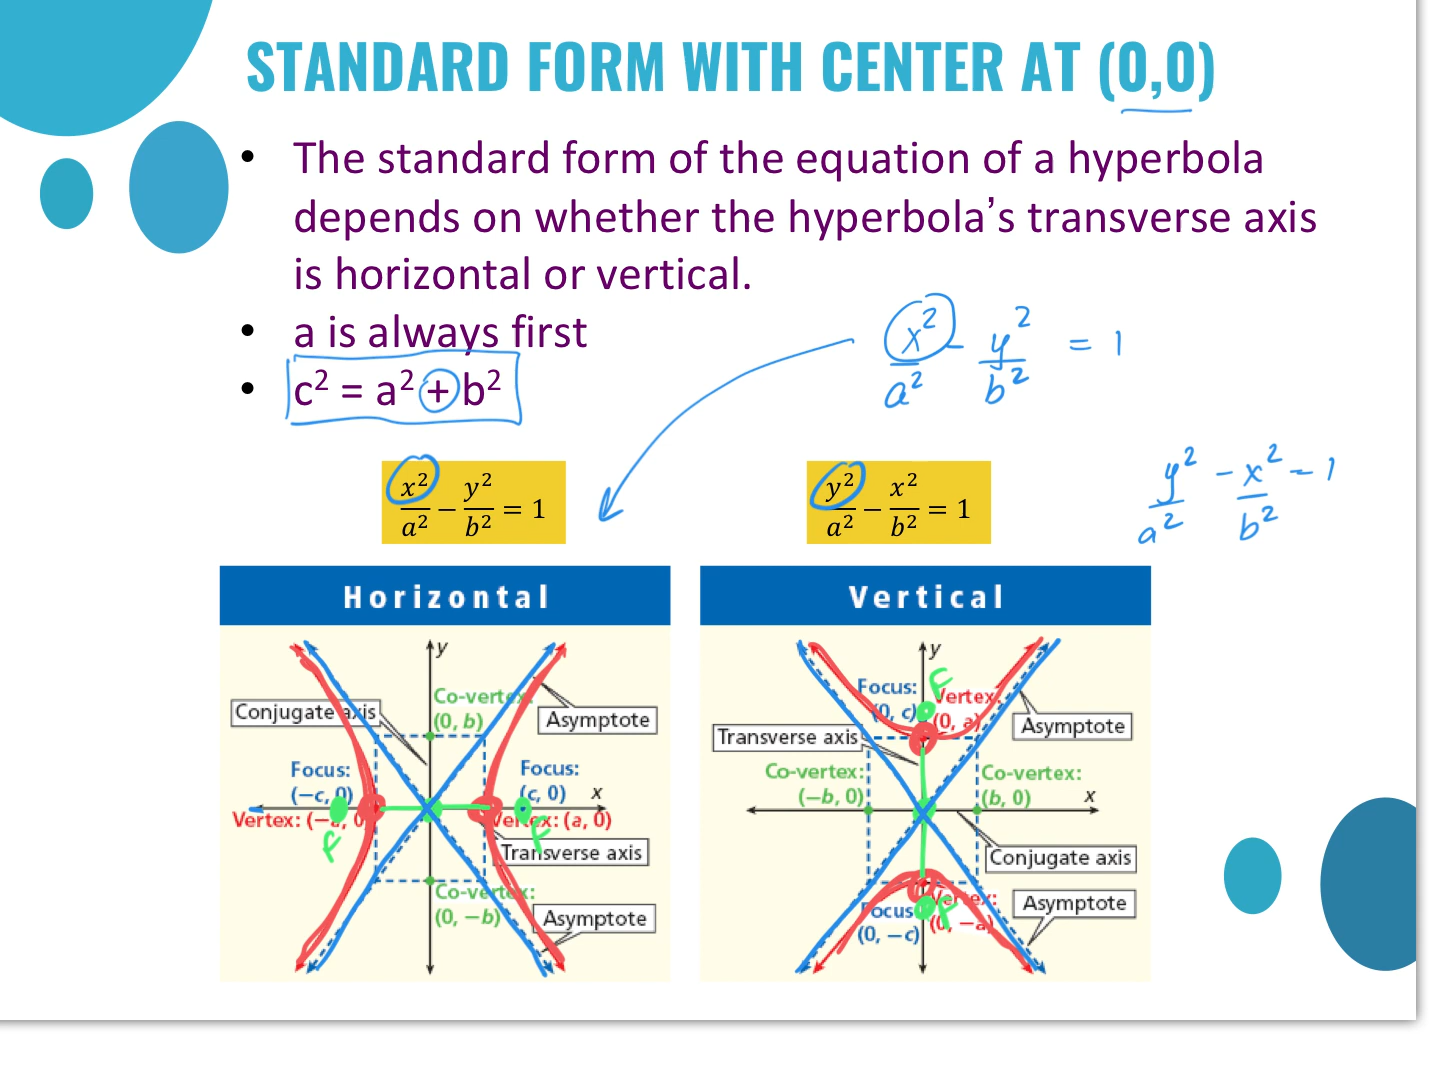 STANDARD FORM WITH CENTER AT (0,0)
• The standard form of the equation of a hyperbola
depends on whether the hyperbola’s transverse axis
is horizontal or vertical.
• a is always first
• c² = a² + b²
x²/a² - y²/b² = 1
x²/a² − y²/b² = 1
y²/a² − x²/b² = 1
y²/a² - x²/b² = 1
Horizontal
y
Co-vertex:
(0, b)
Conjugate axis
Asymptote
Focus:
(−c, 0)
Focus:
(c, 0)
x
Vertex: (−a, 0)
Vertex: (a, 0)
F
F
Transverse axis
Co-vertex:
(0, −b)
Asymptote
Vertical
y
F
Focus:
(0, c)
Vertex:
(0, a)
Asymptote
Transverse axis
Co-vertex:
(−b, 0)
Co-vertex:
(b, 0)
x
Conjugate axis
Vertex:
(0, −a)
F
Focus:
(0, −c)
Asymptote